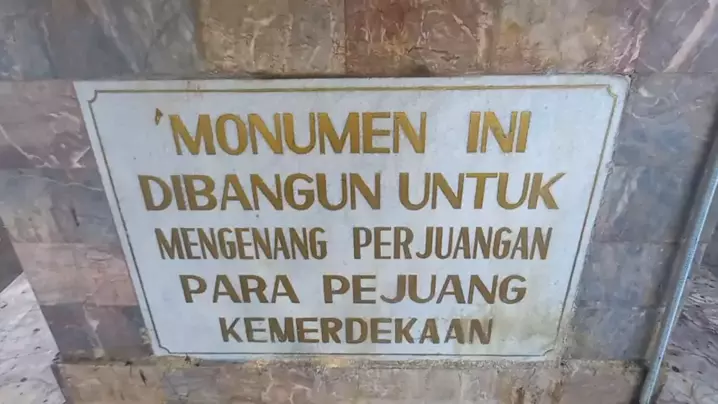 'MONUMEN INI
DIBANGUN UNTUK
MENGENANG PERJUANGAN
PARA PEJUANG
KEMERDEKAAN